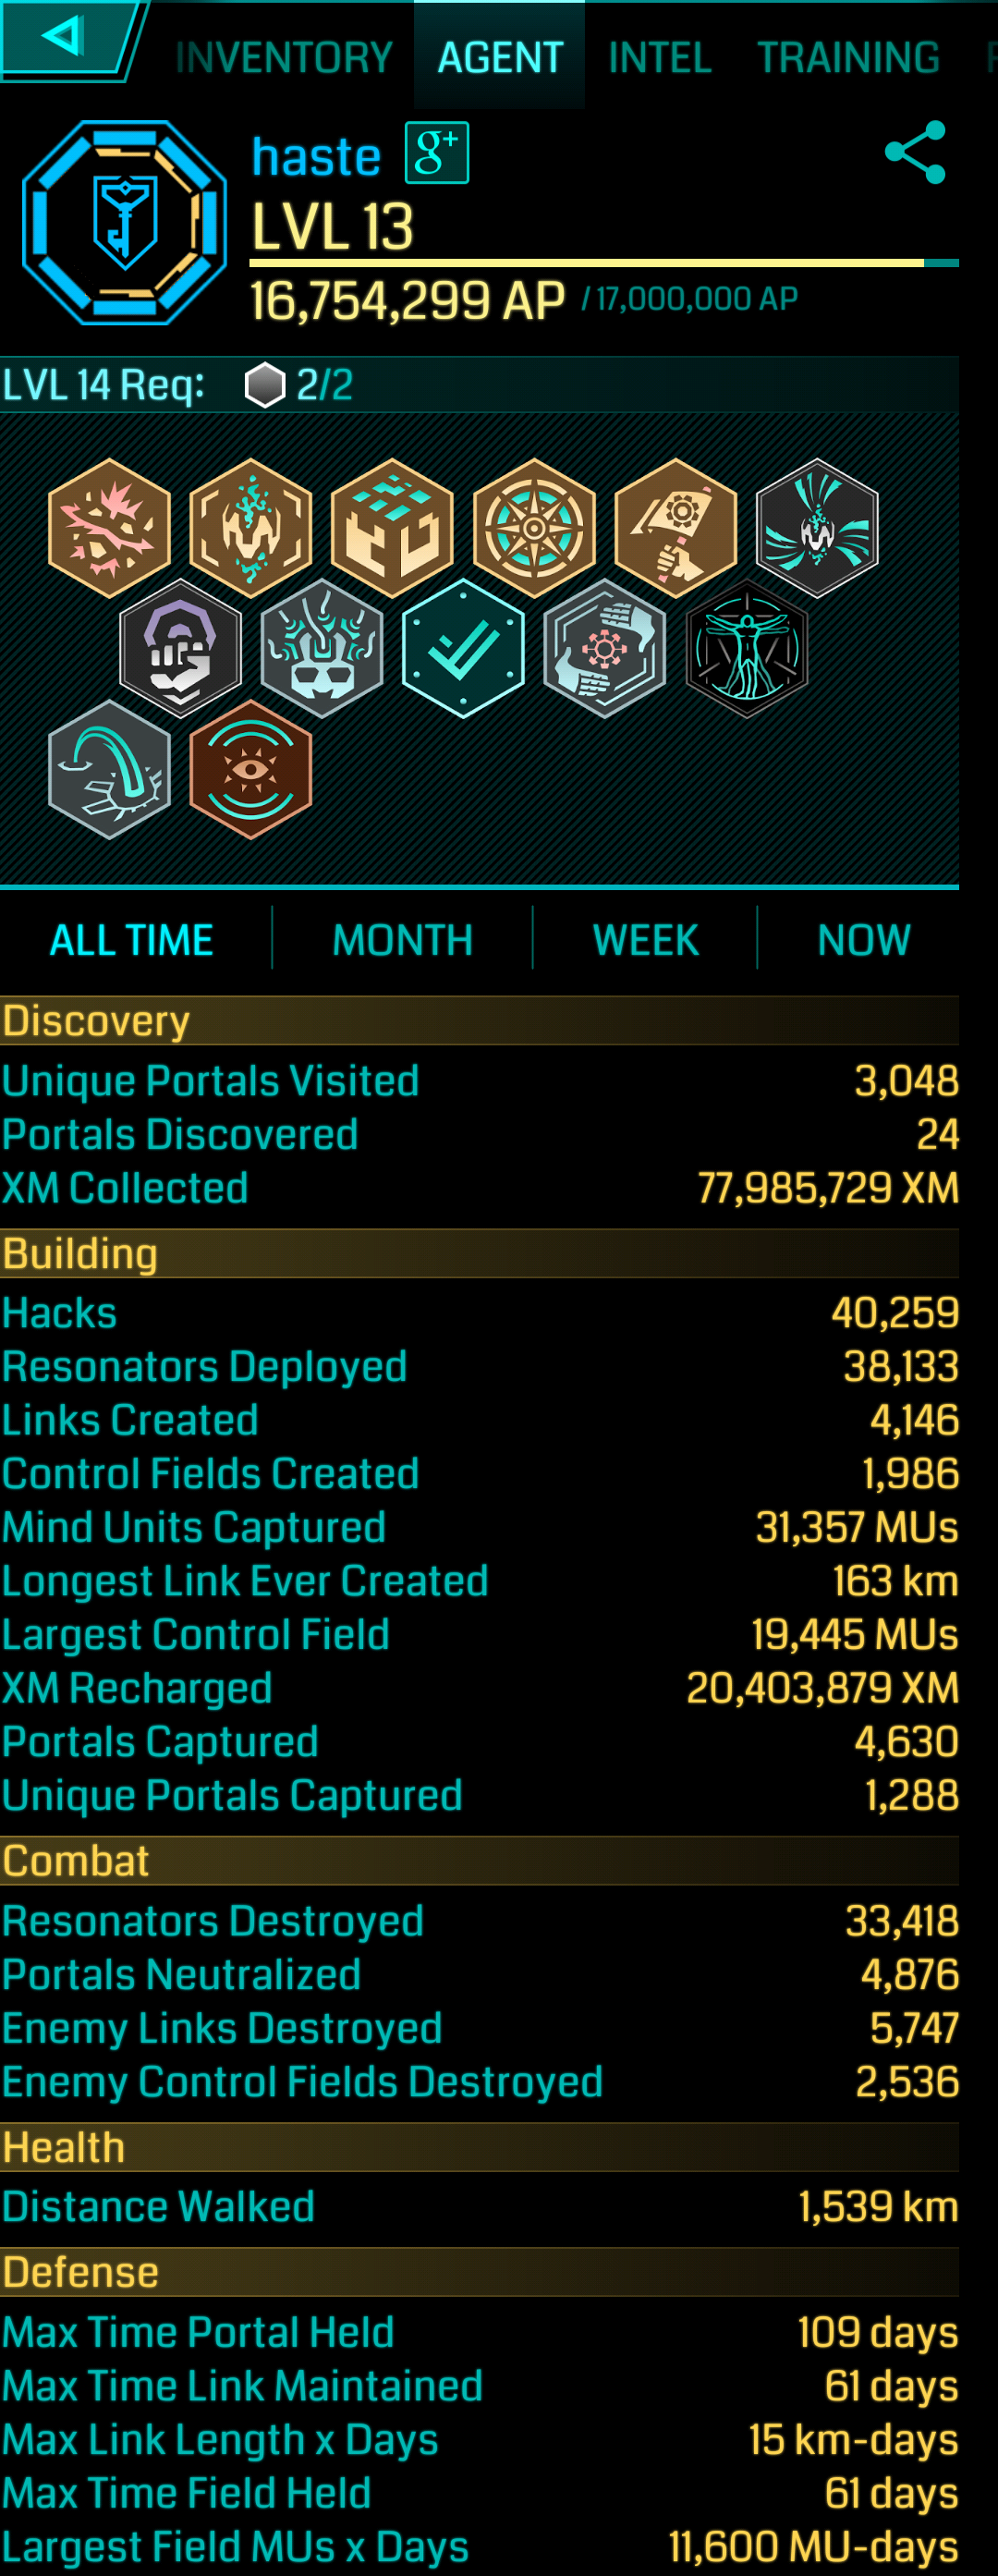 INVENTORY AGENT INTEL TRAINING
haste g+
LVL 13
16,754,299 AP / 17,000,000 AP
LVL 14 Req: 2/2
ALL TIME MONTH WEEK NOW
Discovery
Unique Portals Visited 3,048
Portals Discovered 24
XM Collected 77,985,729 XM
Building
Hacks 40,259
Resonators Deployed 38,133
Links Created 4,146
Control Fields Created 1,986
Mind Units Captured 31,357 MUs
Longest Link Ever Created 163 km
Largest Control Field 19,445 MUs
XM Recharged 20,403,879 XM
Portals Captured 4,630
Unique Portals Captured 1,288
Combat
Resonators Destroyed 33,418
Portals Neutralized 4,876
Enemy Links Destroyed 5,747
Enemy Control Fields Destroyed 2,536
Health
Distance Walked 1,539 km
Defense
Max Time Portal Held 109 days
Max Time Link Maintained 61 days
Max Link Length x Days 15 km-days
Max Time Field Held 61 days
Largest Field MUs x Days 11,600 MU-days